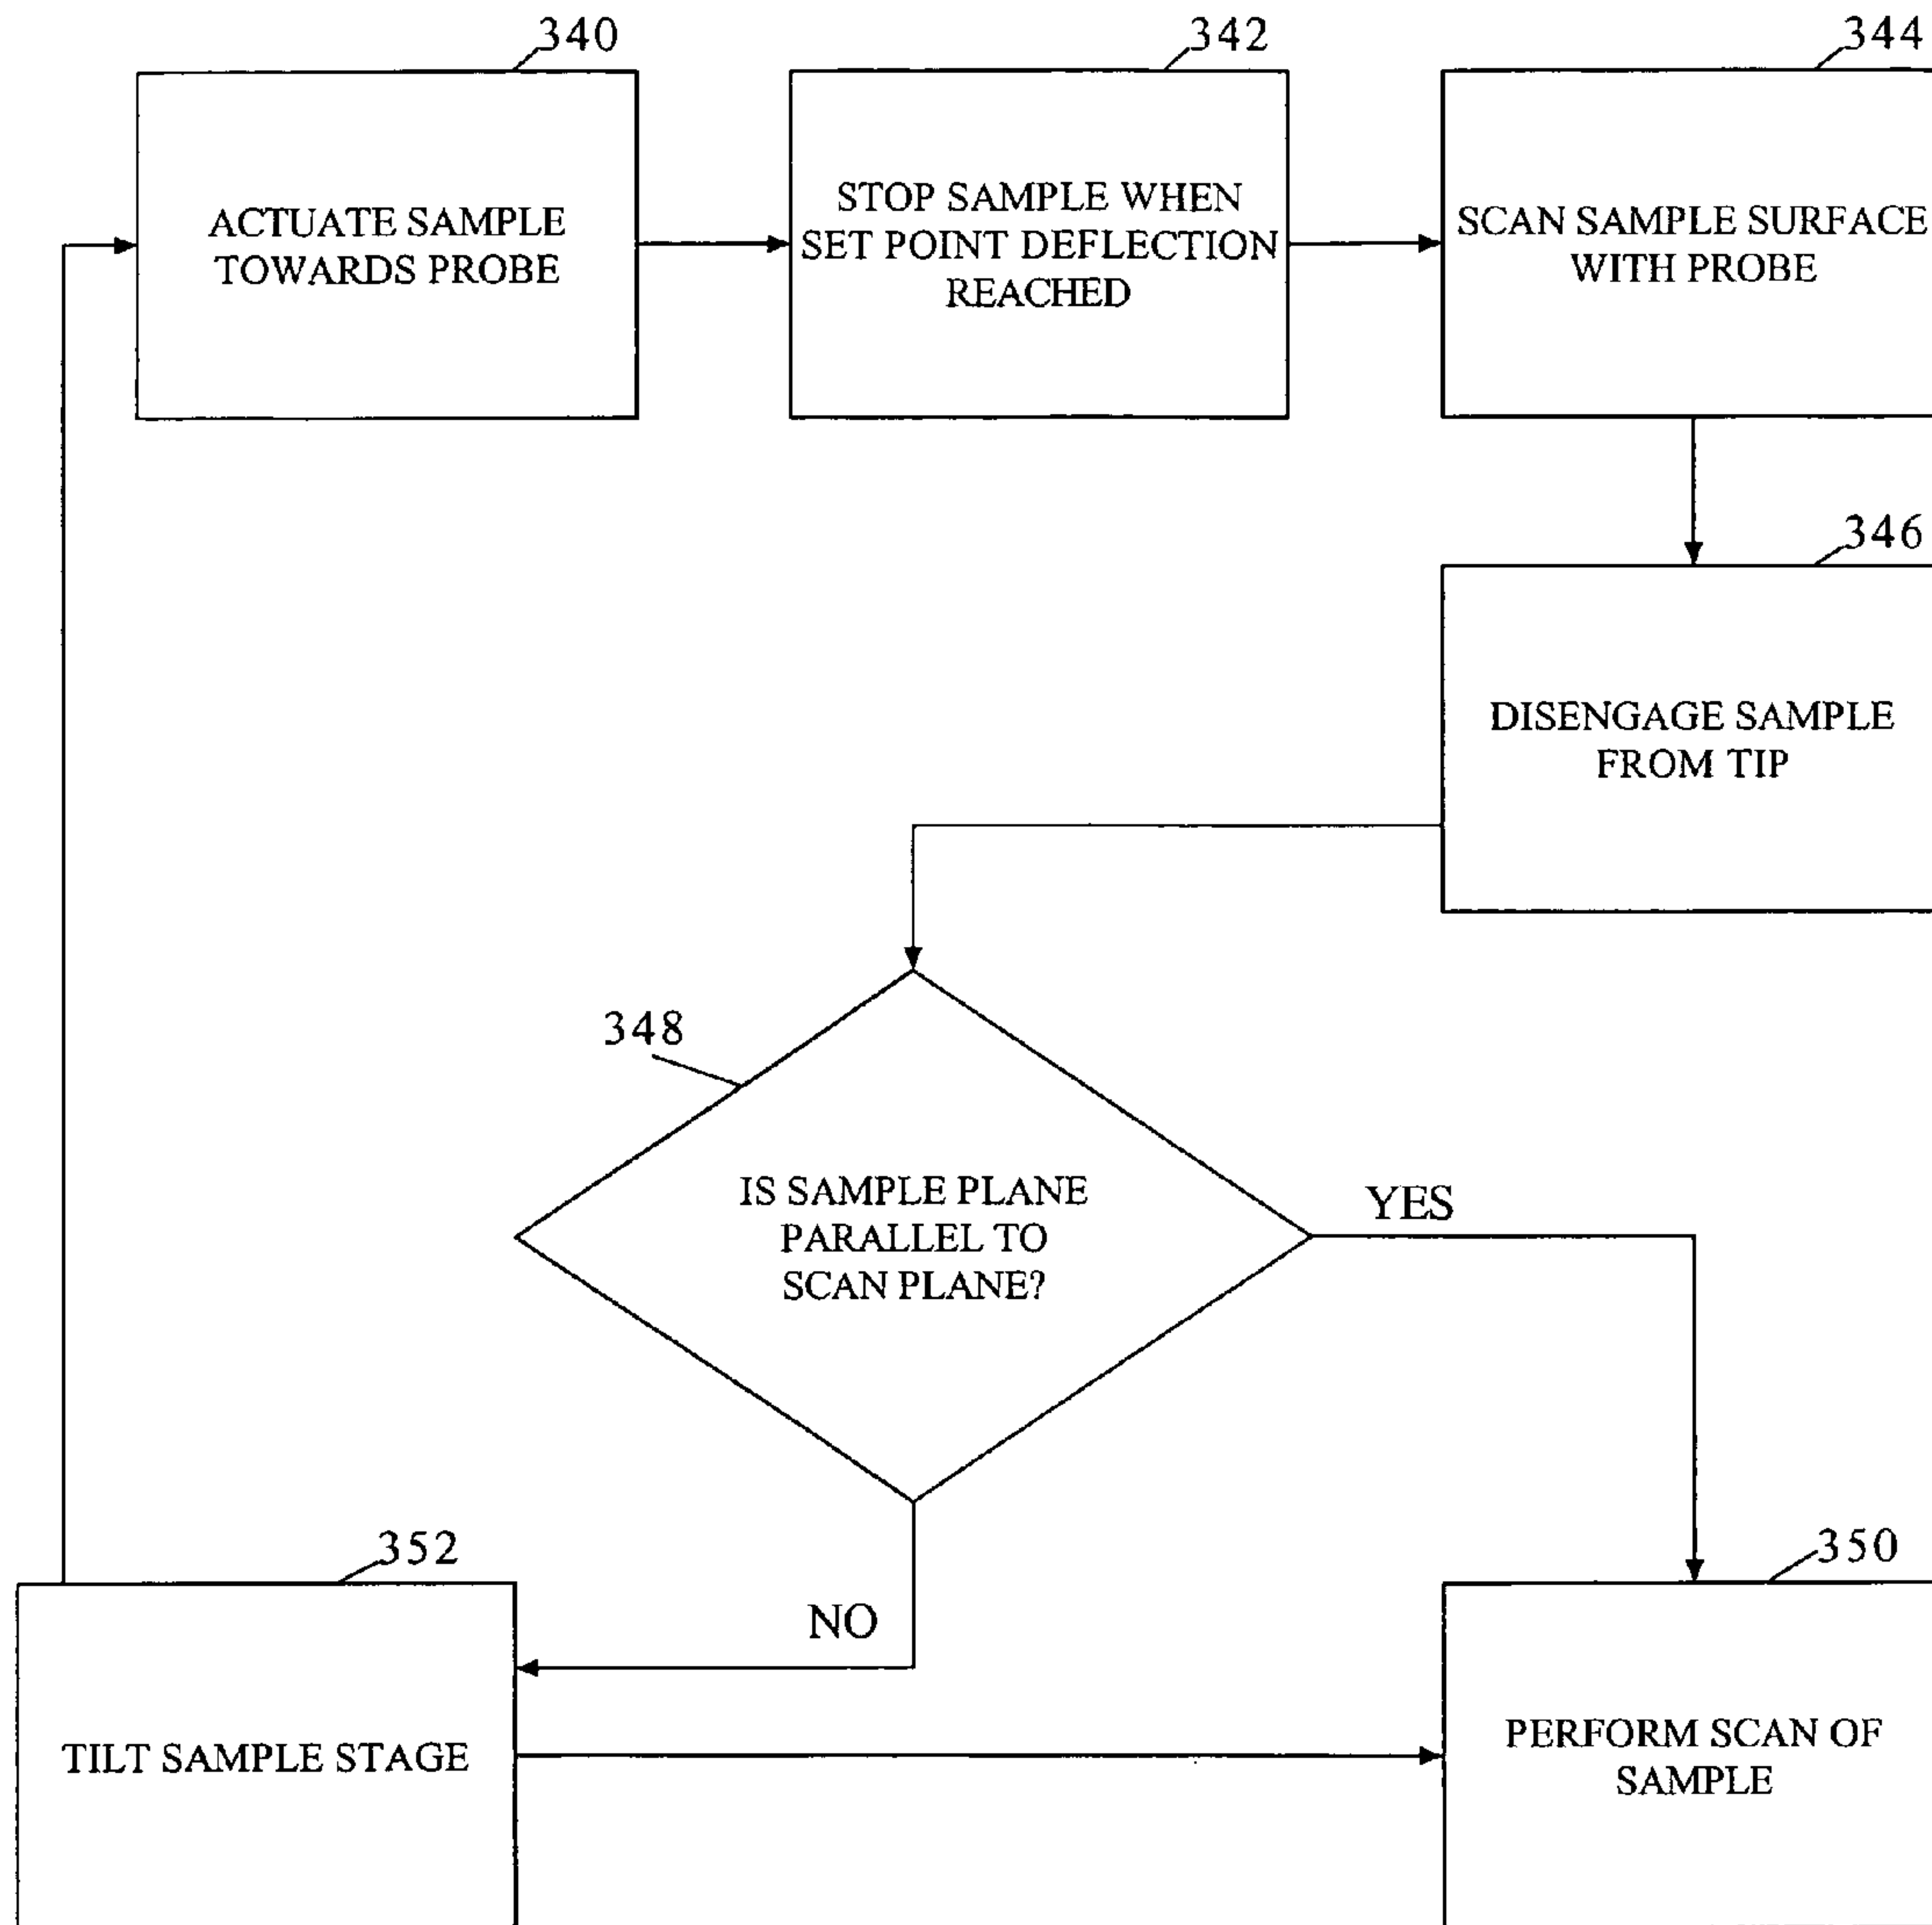 340
ACTUATE SAMPLE
TOWARDS PROBE
342
STOP SAMPLE WHEN
SET POINT DEFLECTION
REACHED
344
SCAN SAMPLE SURFACE
WITH PROBE
346
DISENGAGE SAMPLE
FROM TIP
348
IS SAMPLE PLANE
PARALLEL TO
SCAN PLANE?
YES
NO
352
TILT SAMPLE STAGE
350
PERFORM SCAN OF
SAMPLE